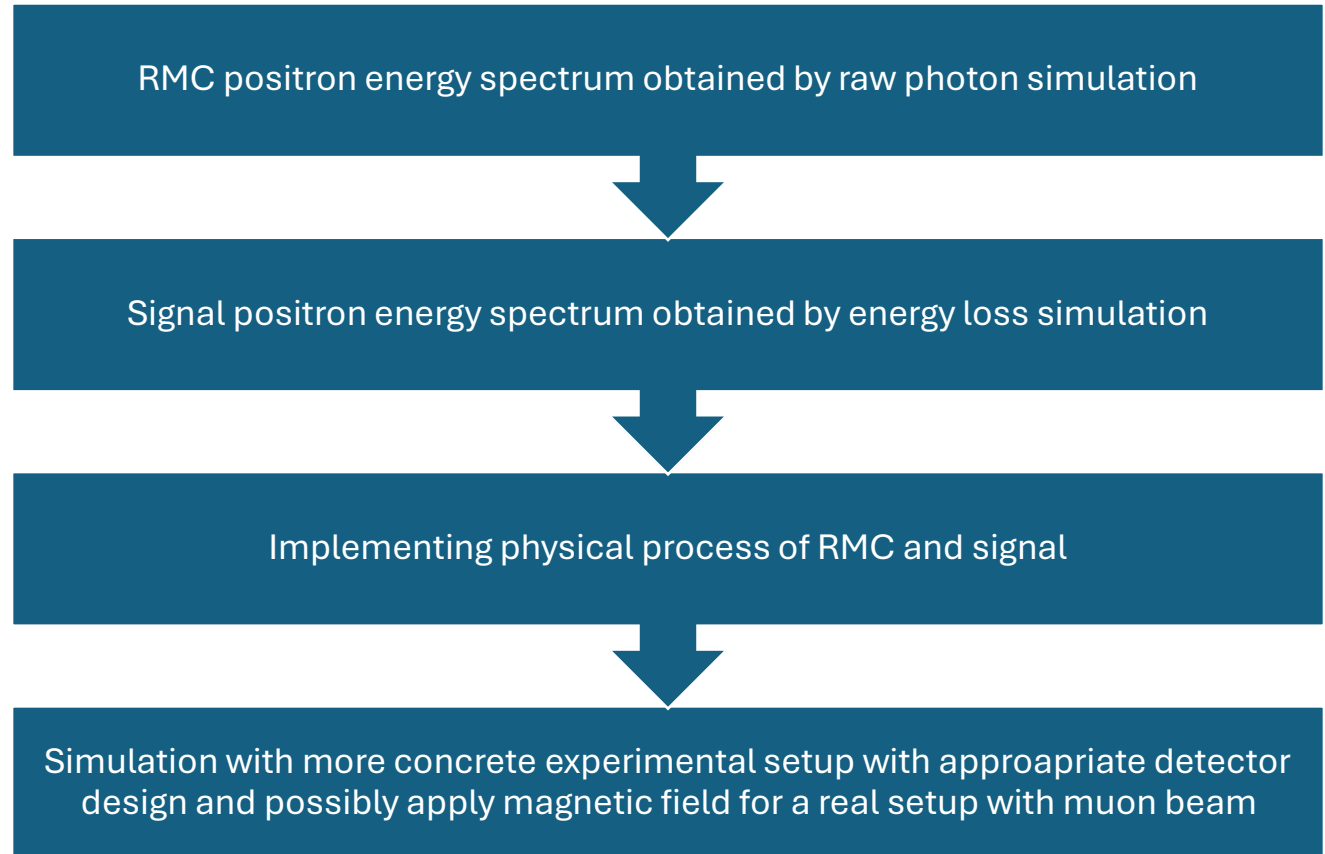 RMC positron energy spectrum obtained by raw photon simulation
Signal positron energy spectrum obtained by energy loss simulation
Implementing physical process of RMC and signal
Simulation with more concrete experimental setup with approapriate detector
design and possibly apply magnetic field for a real setup with muon beam